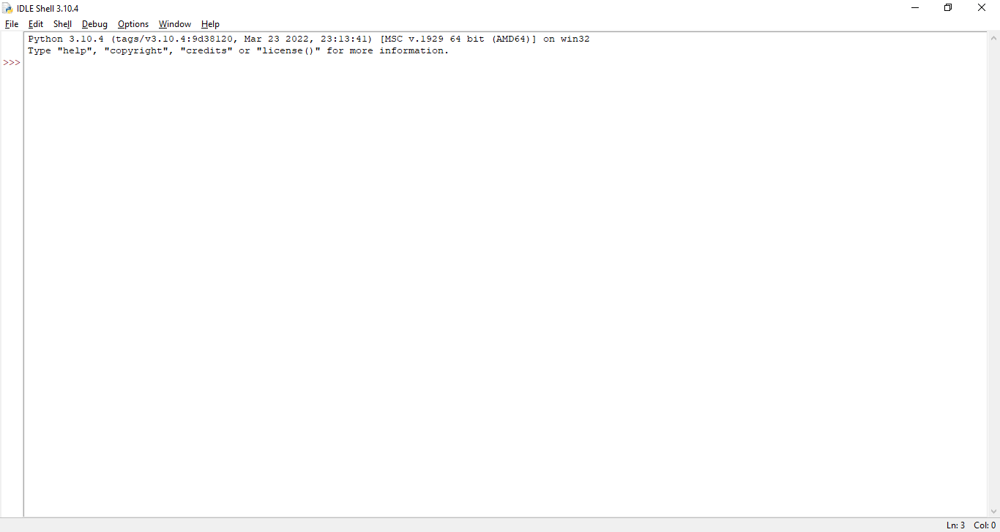 IDLE Shell 3.10.4
File Edit Shell Debug Options Window Help
Python 3.10.4 (tags/v3.10.4:9d38120, Mar 23 2022, 23:13:41) [MSC v.1929 64 bit (AMD64)] on win32
Type "help", "copyright", "credits" or "license()" for more information.
>>>
Ln: 3 Col: 0